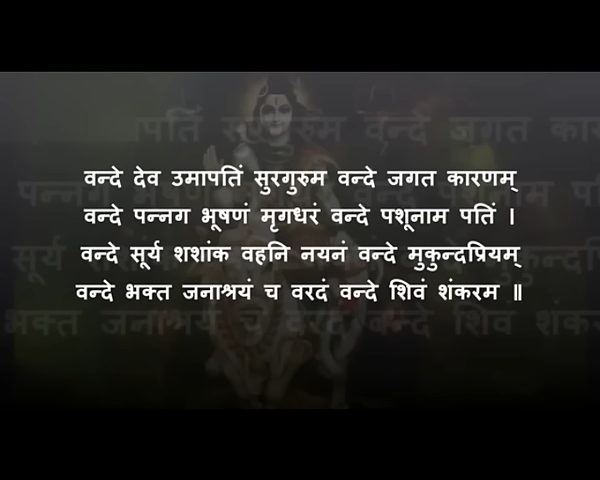 वन्दे देव उमापतिं सुरगुरुम वन्दे जगत कारणम्
वन्दे पन्नग भूषणं मृगधरं वन्दे पशूनाम पतिं ।
वन्दे सूर्य शशांक वहनि नयनं वन्दे मुकुन्दप्रियम्
वन्दे भक्त जनाश्रयं च वरदं वन्दे शिवं शंकरम ॥